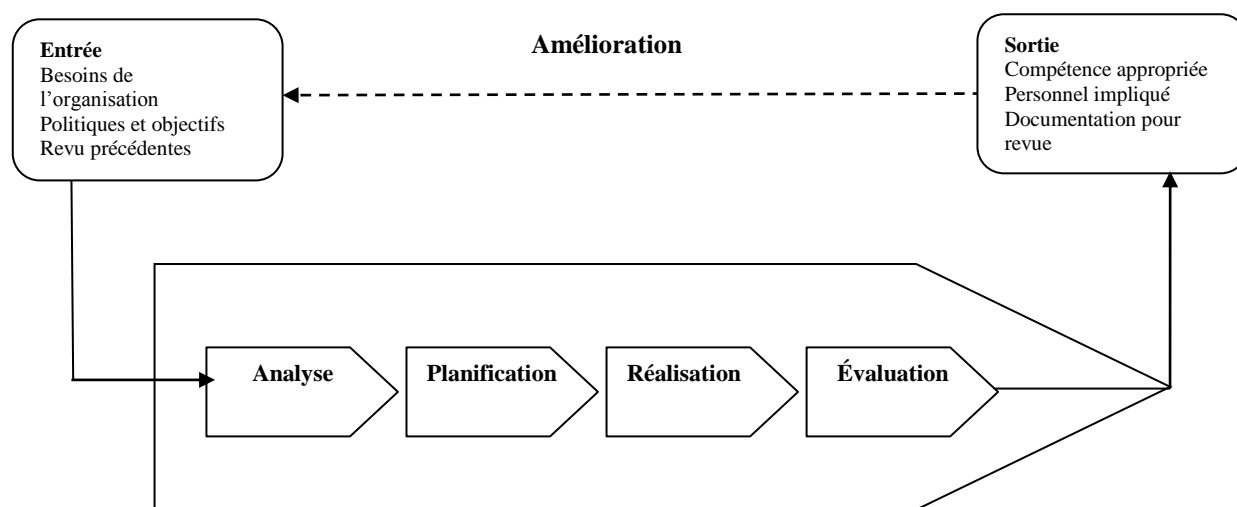 Entrée
Besoins de
l’organisation
Politiques et objectifs
Revu précédentes
Amélioration
Sortie
Compétence appropriée
Personnel impliqué
Documentation pour
revue
Analyse
Planification
Réalisation
Évaluation